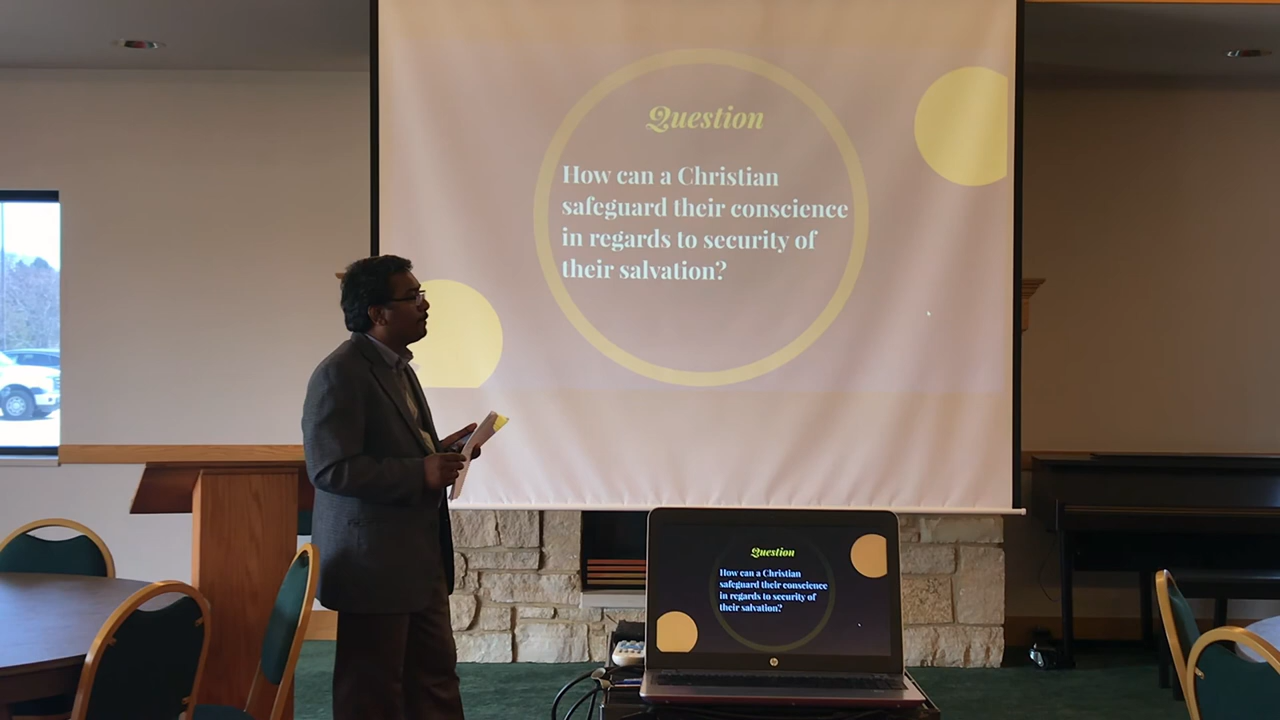 Question
How can a Christian
safeguard their conscience
in regards to security of
their salvation?
Question
How can a Christian
safeguard their conscience
in regards to security of
their salvation?
hp